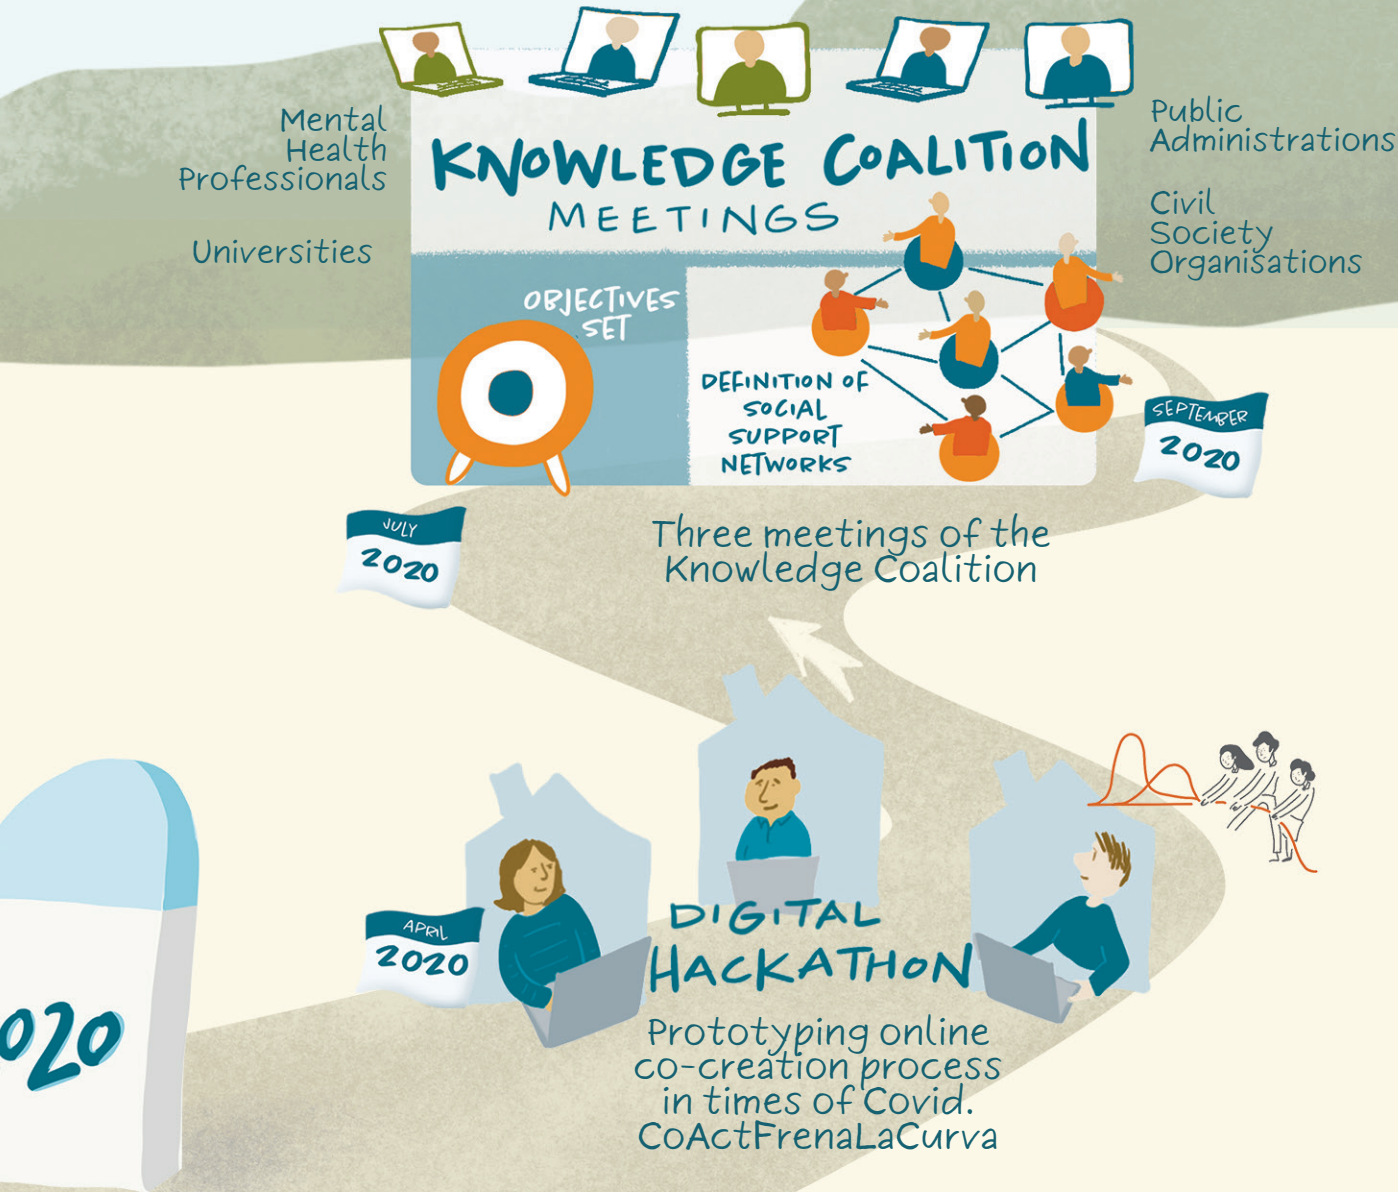 Mental
Health
Professionals
Universities
KNOWLEDGE COALITION
MEETINGS
Public
Administrations
Civil
Society
Organisations
OBJECTIVES
SET
DEFINITION OF
SOCIAL
SUPPORT
NETWORKS
SEPTEMBER
2020
JULY
2020
Three meetings of the
Knowledge Coalition
APRIL
2020
DIGITAL
HACKATHON
Prototyping online
co-creation process
in times of Covid.
CoActFrenaLaCurva
020